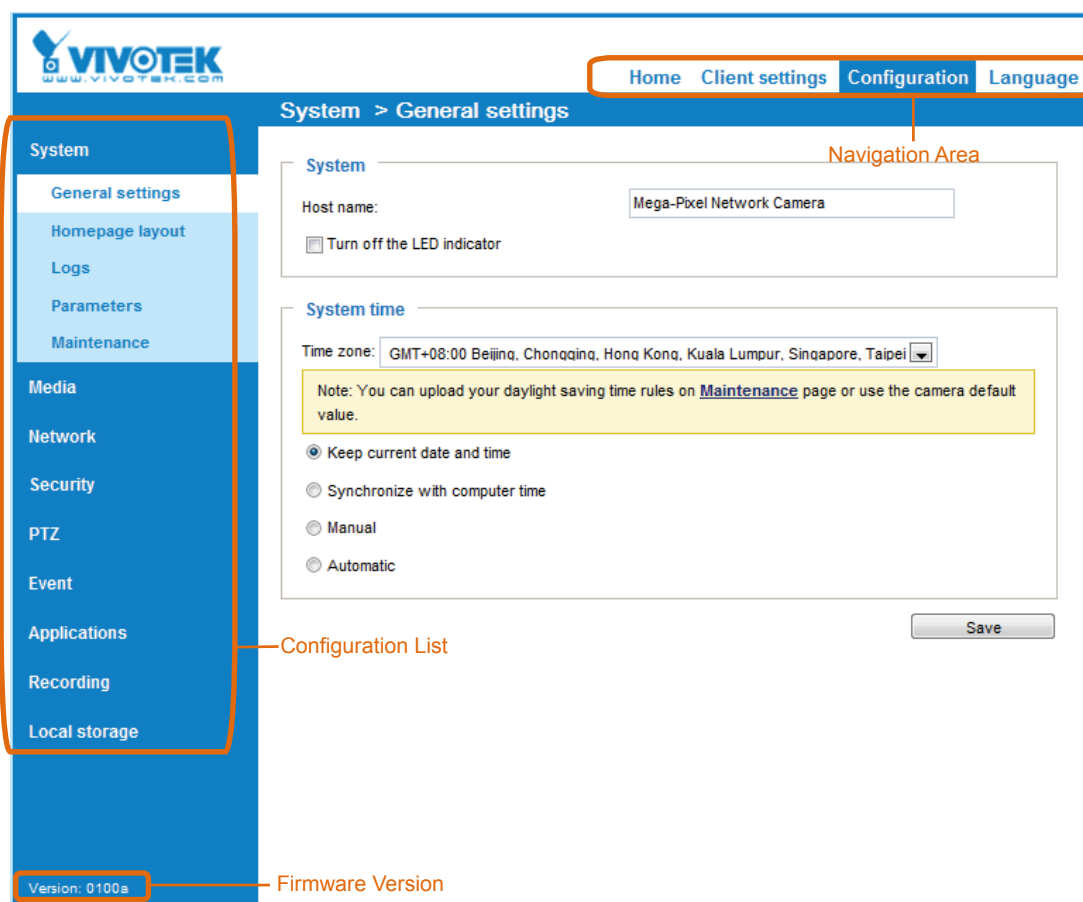 VIVOTEK
www.vivotek.com
Home Client settings Configuration Language
System > General settings
Navigation Area
System
General settings
Homepage layout
Logs
Parameters
Maintenance
Media
Network
Security
PTZ
Event
Applications
Recording
Local storage
Configuration List
Version: 0100a
Firmware Version
System
Host name: Mega-Pixel Network Camera
Turn off the LED indicator
System time
Time zone: GMT+08:00 Beijing, Chongqing, Hong Kong, Kuala Lumpur, Singapore, Taipei
Note: You can upload your daylight saving time rules on Maintenance page or use the camera default
value.
Keep current date and time
Synchronize with computer time
Manual
Automatic
Save